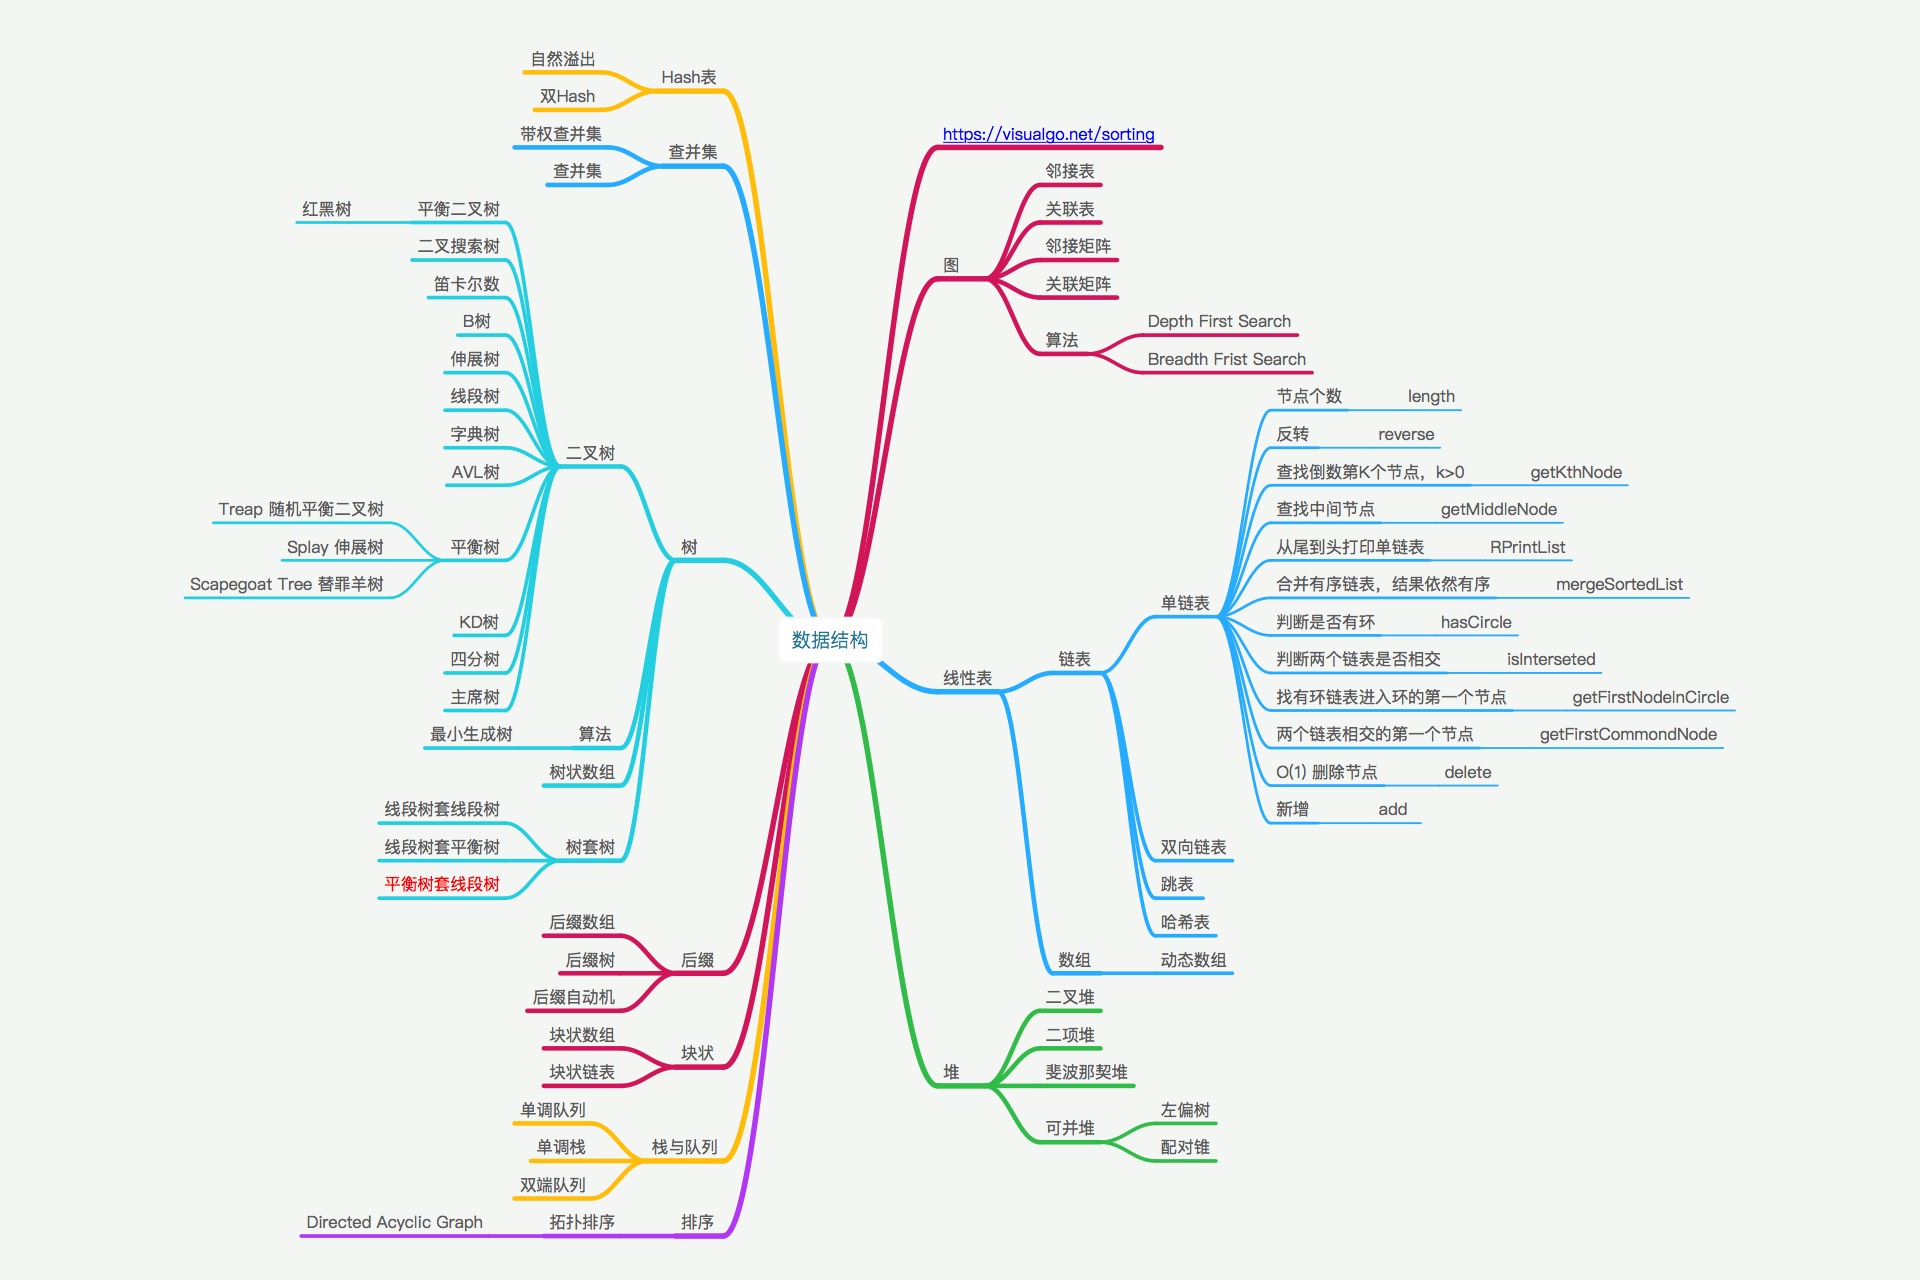 数据结构
https://visualgo.net/sorting
图
邻接表
关联表
邻接矩阵
关联矩阵
算法
Depth First Search
Breadth Frist Search
线性表
链表
单链表
节点个数 length
反转 reverse
查找倒数第K个节点，k>0 getKthNode
查找中间节点 getMiddleNode
从尾到头打印单链表 RPrintList
合并有序链表，结果依然有序 mergeSortedList
判断是否有环 hasCircle
判断两个链表是否相交 isInterseted
找有环链表进入环的第一个节点 getFirstNodeInCircle
两个链表相交的第一个节点 getFirstCommondNode
O(1) 删除节点 delete
新增 add
双向链表
跳表
哈希表
数组
动态数组
堆
二叉堆
二项堆
斐波那契堆
可并堆
左偏树
配对锥
Hash表
自然溢出
双Hash
查并集
带权查并集
查并集
树
二叉树
平衡二叉树
红黑树
二叉搜索树
笛卡尔数
B树
伸展树
线段树
字典树
AVL树
平衡树
Treap 随机平衡二叉树
Splay 伸展树
Scapegoat Tree 替罪羊树
KD树
四分树
主席树
算法
最小生成树
树状数组
树套树
线段树套线段树
线段树套平衡树
平衡树套线段树
后缀
后缀数组
后缀树
后缀自动机
块状
块状数组
块状链表
栈与队列
单调队列
单调栈
双端队列
排序
拓扑排序
Directed Acyclic Graph